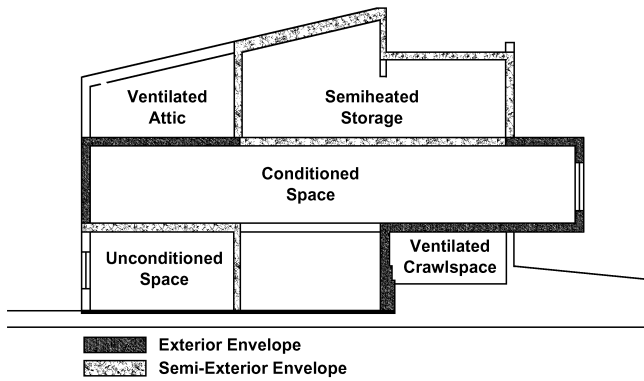 Ventilated
Attic
Semiheated
Storage
Conditioned
Space
Unconditioned
Space
Ventilated
Crawlspace
Exterior Envelope
Semi-Exterior Envelope